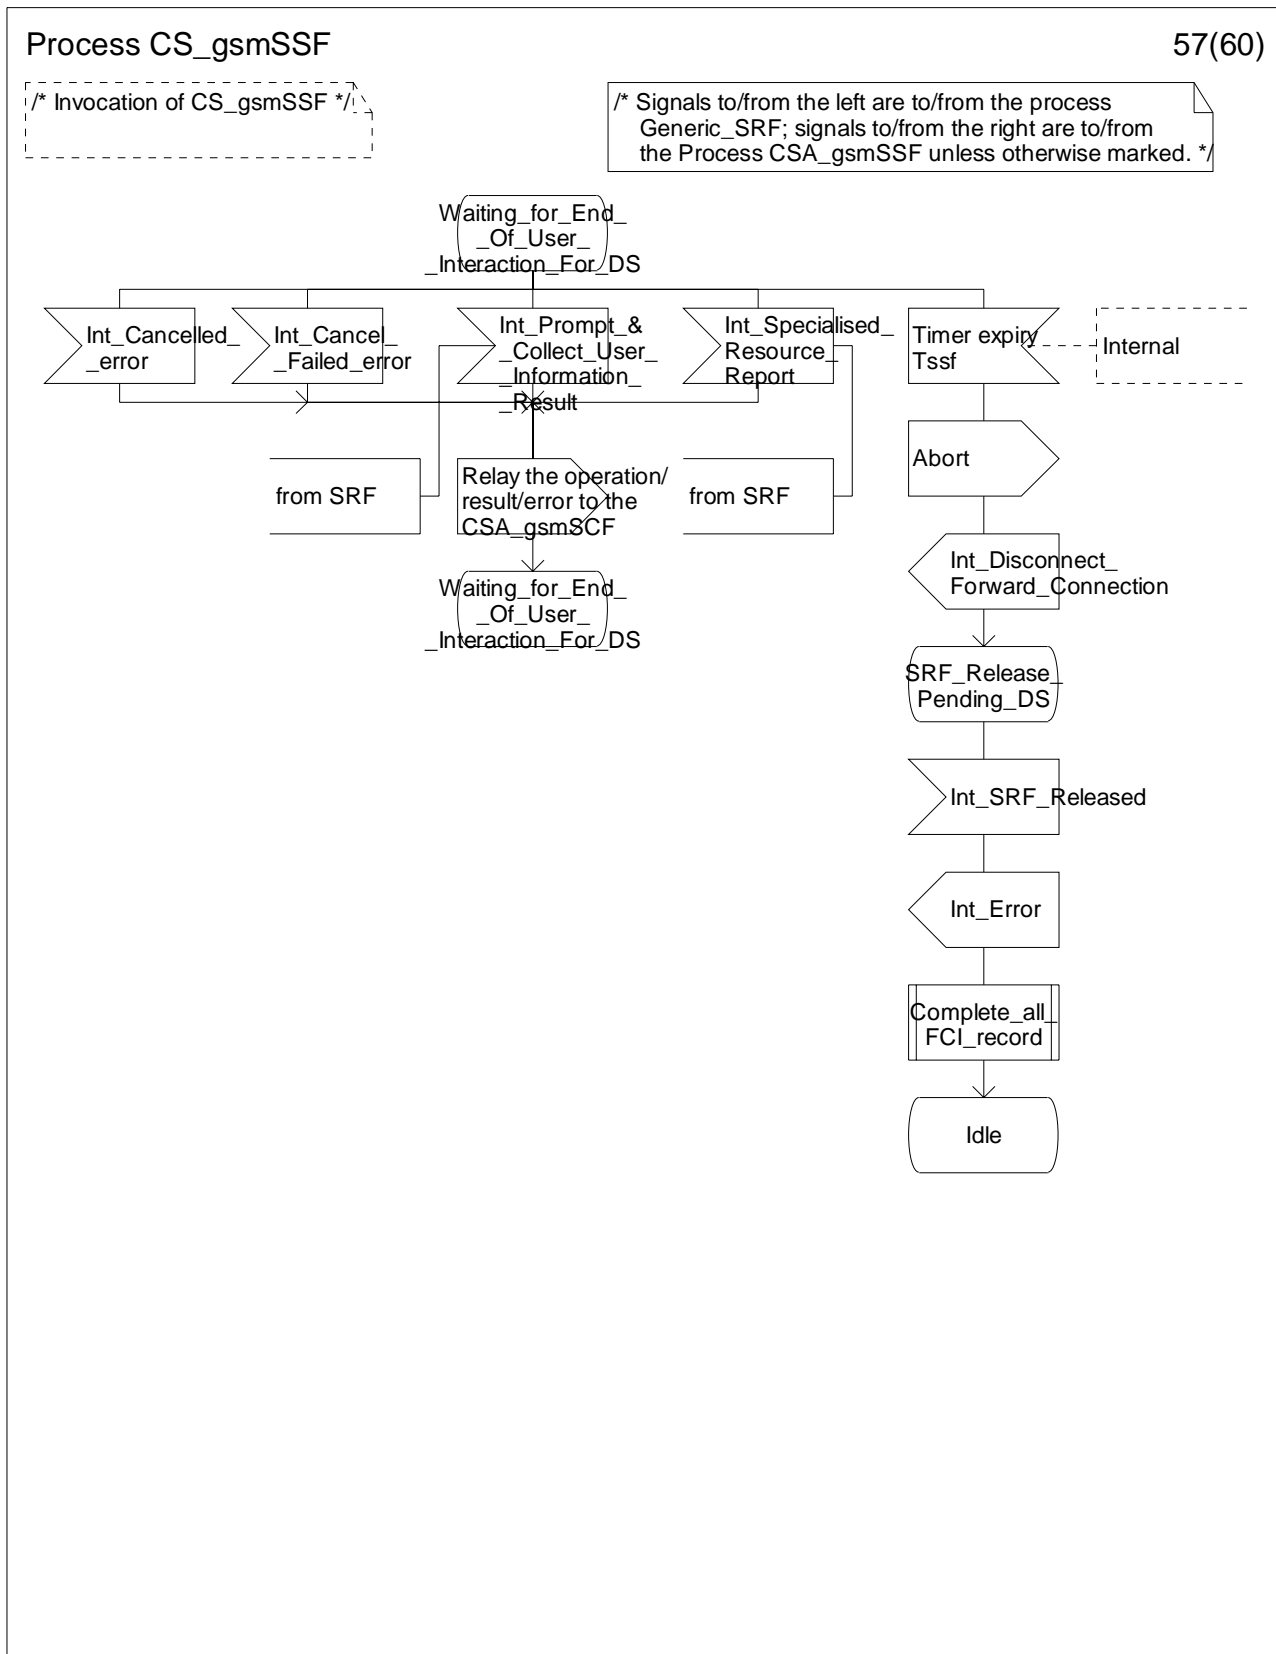 Process CS_gsmSSF
57(60)
/* Invocation of CS_gsmSSF */
/* Signals to/from the left are to/from the process
Generic_SRF; signals to/from the right are to/from
the Process CSA_gsmSSF unless otherwise marked. */
Waiting_for_End_
_Of_User_
_Interaction_For_DS
Int_Cancelled_
_error
Int_Cancel_
_Failed_error
Int_Prompt_&
_Collect_User_
_Information_
_Result
Int_Specialised_
Resource_
Report
Timer expiry
Tssf
Internal
from SRF
Relay the operation/
result/error to the
CSA_gsmSCF
from SRF
Abort
Waiting_for_End_
_Of_User_
_Interaction_For_DS
Int_Disconnect_
Forward_Connection
SRF_Release_
Pending_DS
Int_SRF_Released
Int_Error
Complete_all_
FCI_record
Idle